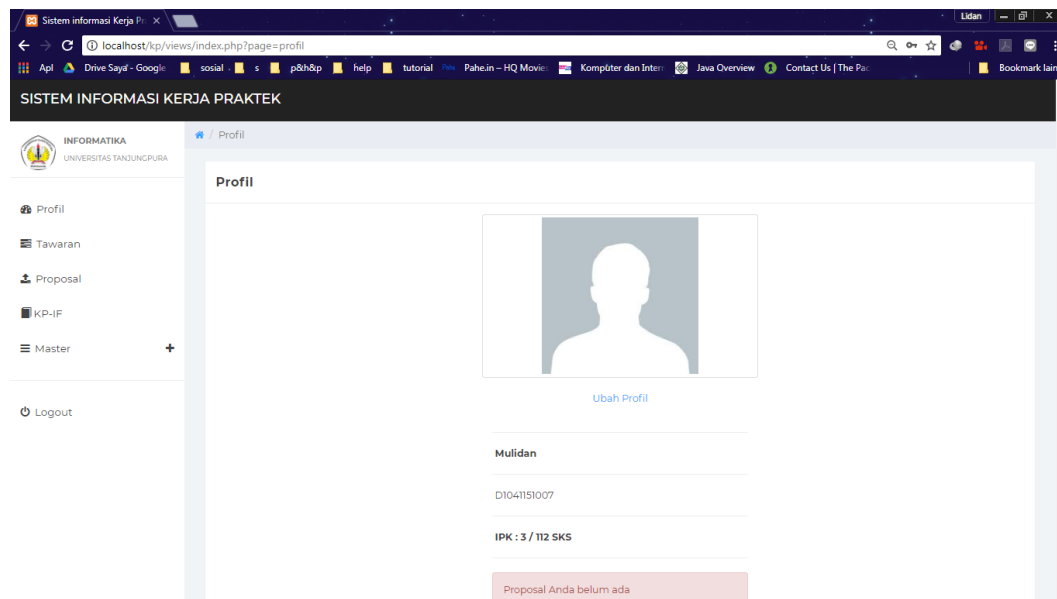 Sistem informasi Kerja Pr
Lidan
localhost/kp/views/index.php?page=profil
Apl Drive Saya - Google sosial s p&h&p help tutorial Pahe.in – HQ Movie Komputer dan Inter Java Overview Contact Us | The Pac Bookmark lain
SISTEM INFORMASI KERJA PRAKTEK
INFORMATIKA
UNIVERSITAS TANJUNGPURA
/ Profil
Profil
Profil
Tawaran
Proposal
KP-IF
Master +
Logout
Ubah Profil
Mulidan
D1041151007
IPK : 3 / 112 SKS
Proposal Anda belum ada